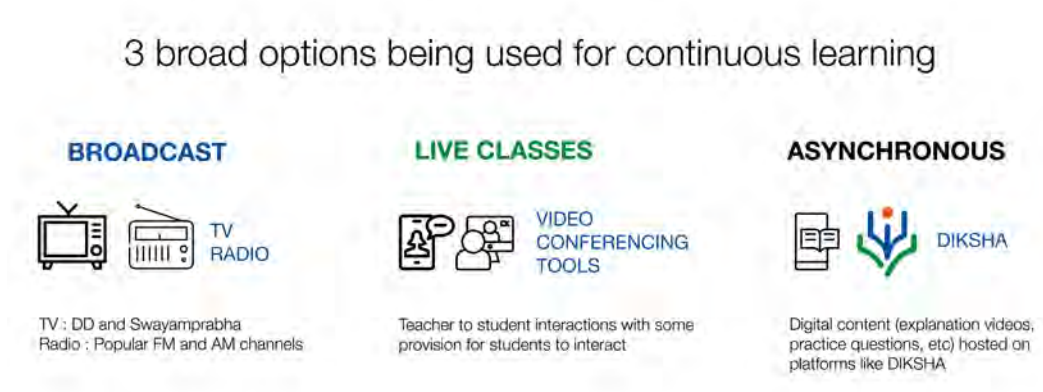 3 broad options being used for continuous learning
BROADCAST
TV
RADIO
TV : DD and Swayamprabha
Radio : Popular FM and AM channels
LIVE CLASSES
VIDEO
CONFERENCING
TOOLS
Teacher to student interactions with some
provision for students to interact
ASYNCHRONOUS
DIKSHA
Digital content (explanation videos,
practice questions, etc) hosted on
platforms like DIKSHA